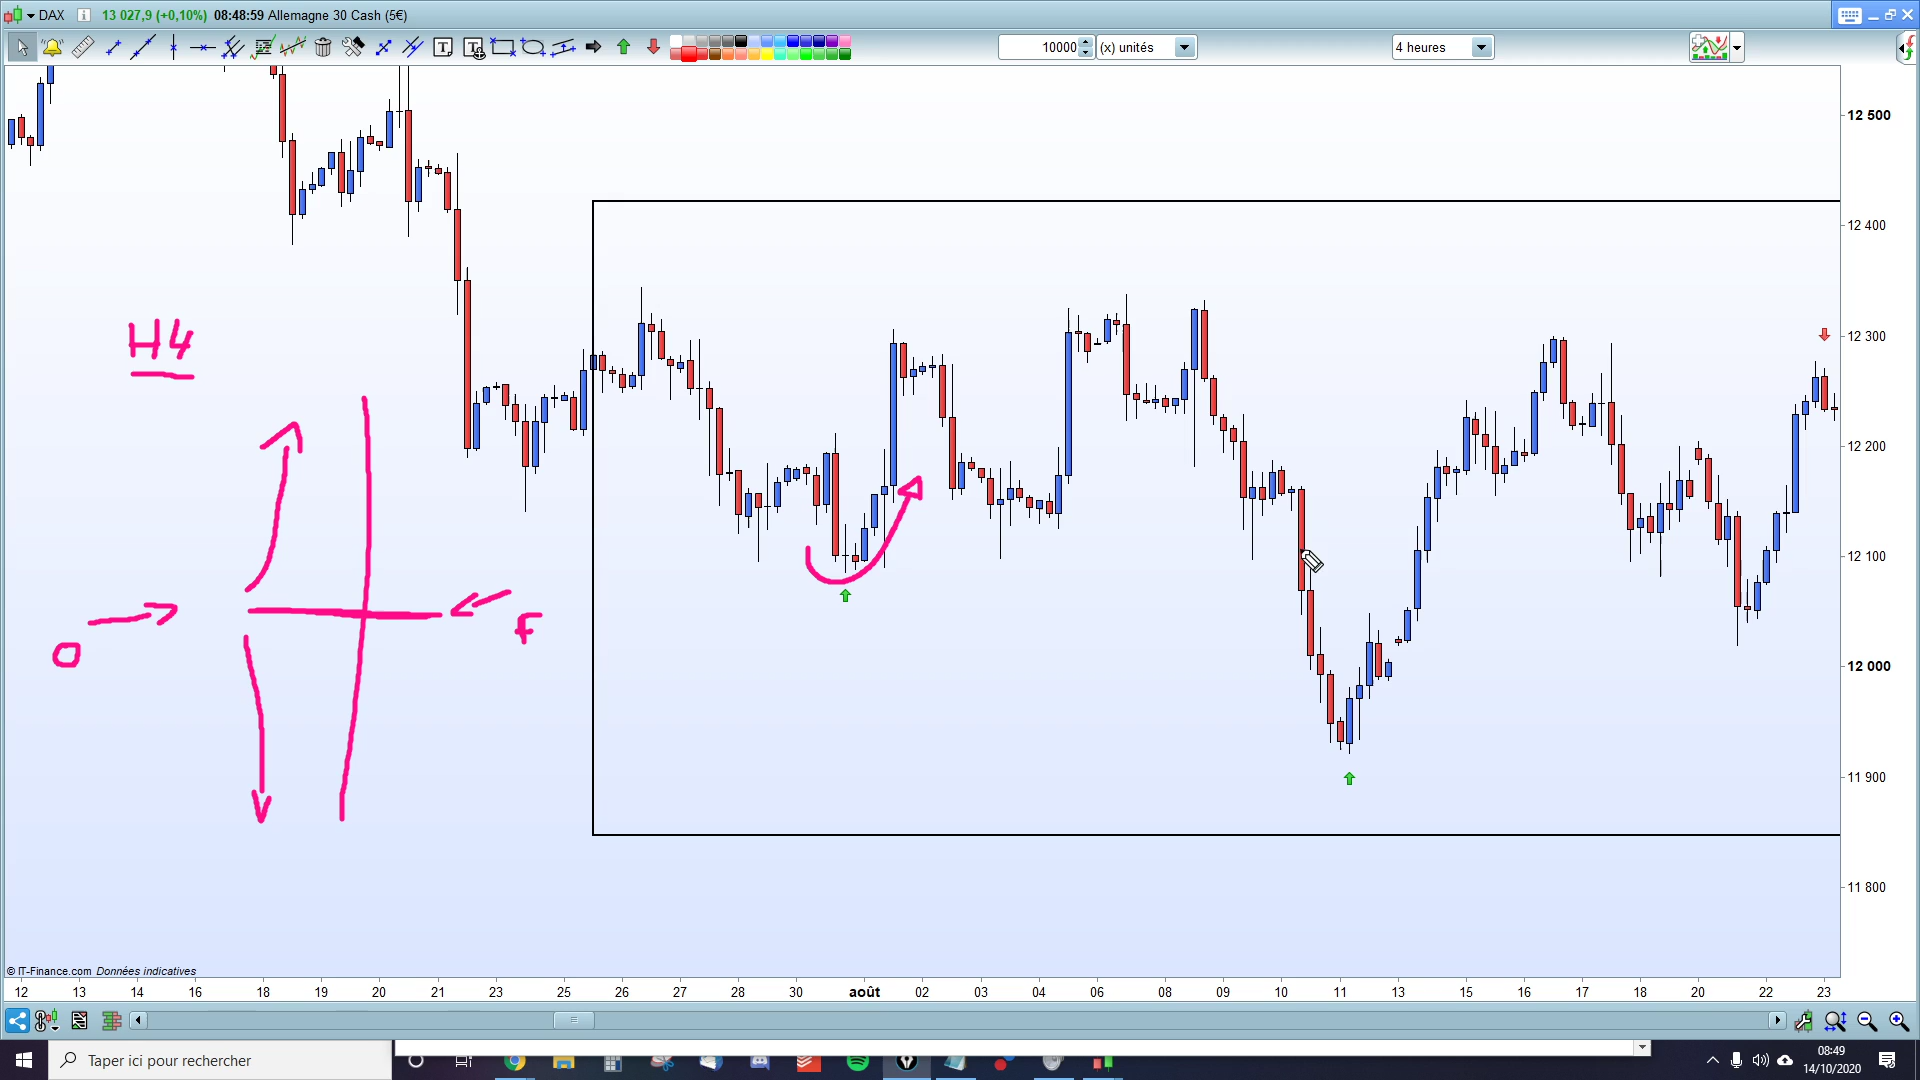 DAX 13 027,9 (+0,10%) 08:48:59 Allemagne 30 Cash (5€)
10000 (x) unités 4 heures
12 500
12 400
12 300
12 200
12 100
12 000
11 900
11 800
H4
O
F
© IT-Finance.com Données indicatives
12 13 14 16 18 19 20 21 23 25 26 27 28 30 août 02 03 04 06 08 09 10 11 13 15 16 17 18 20 22 23
Taper ici pour rechercher
08:49
14/10/2020